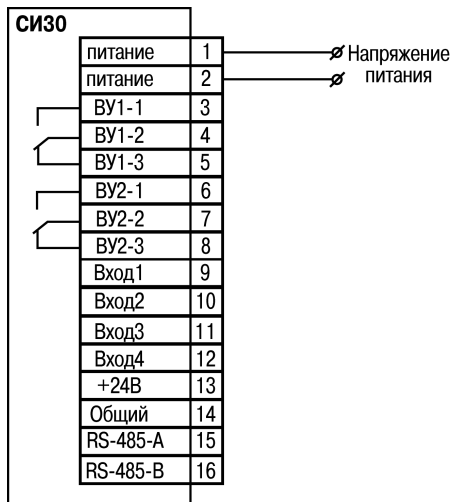 СИ30
питание 1 Напряжение
питание 2 питания
ВУ1-1 3
ВУ1-2 4
ВУ1-3 5
ВУ2-1 6
ВУ2-2 7
ВУ2-3 8
Вход1 9
Вход2 10
Вход3 11
Вход4 12
+24В 13
Общий 14
RS-485-A 15
RS-485-B 16